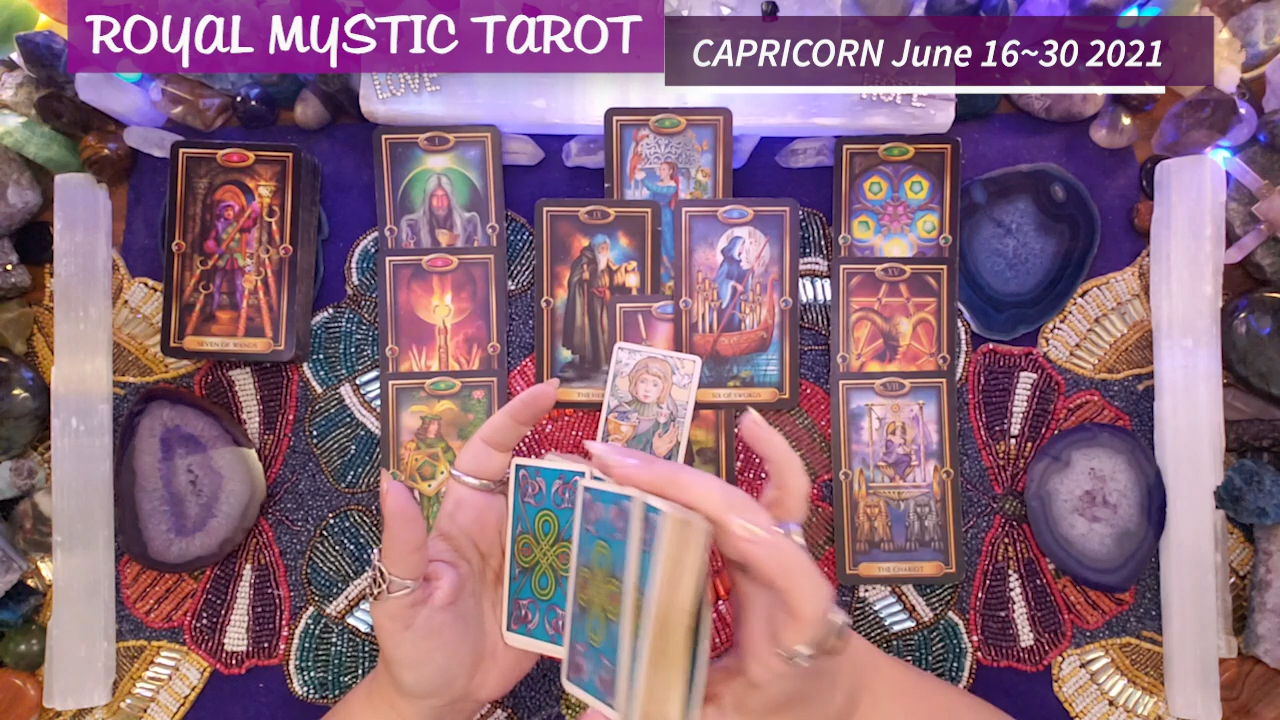 ROYAL MYSTIC TAROT
CAPRICORN June 16~30 2021
LOVE
HOPE
I
IX
XV
VII
SEVEN OF WANDS
THE HE
SIX OF SWORDS
THE CHARIOT